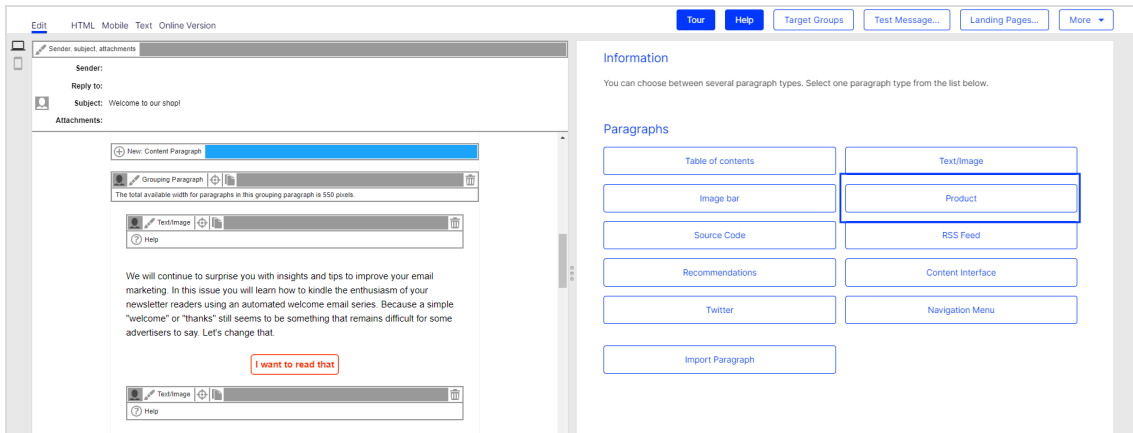 Edit HTML Mobile Text Online Version
Tour Help Target Groups Test Message... Landing Pages... More
Sender, subject, attachments
Sender:
Reply to:
Subject: Welcome to our shop!
Attachments:
New: Content Paragraph
Grouping Paragraph
The total available width for paragraphs in this grouping paragraph is 550 pixels.
Text/Image
Help
We will continue to surprise you with insights and tips to improve your email
marketing. In this issue you will learn how to kindle the enthusiasm of your
newsletter readers using an automated welcome email series. Because a simple
"welcome" or "thanks" still seems to be something that remains difficult for some
advertisers to say. Let's change that.
I want to read that
Text/Image
Help
Information
You can choose between several paragraph types. Select one paragraph type from the list below.
Paragraphs
Table of contents Text/Image
Image bar Product
Source Code RSS Feed
Recommendations Content Interface
Twitter Navigation Menu
Import Paragraph